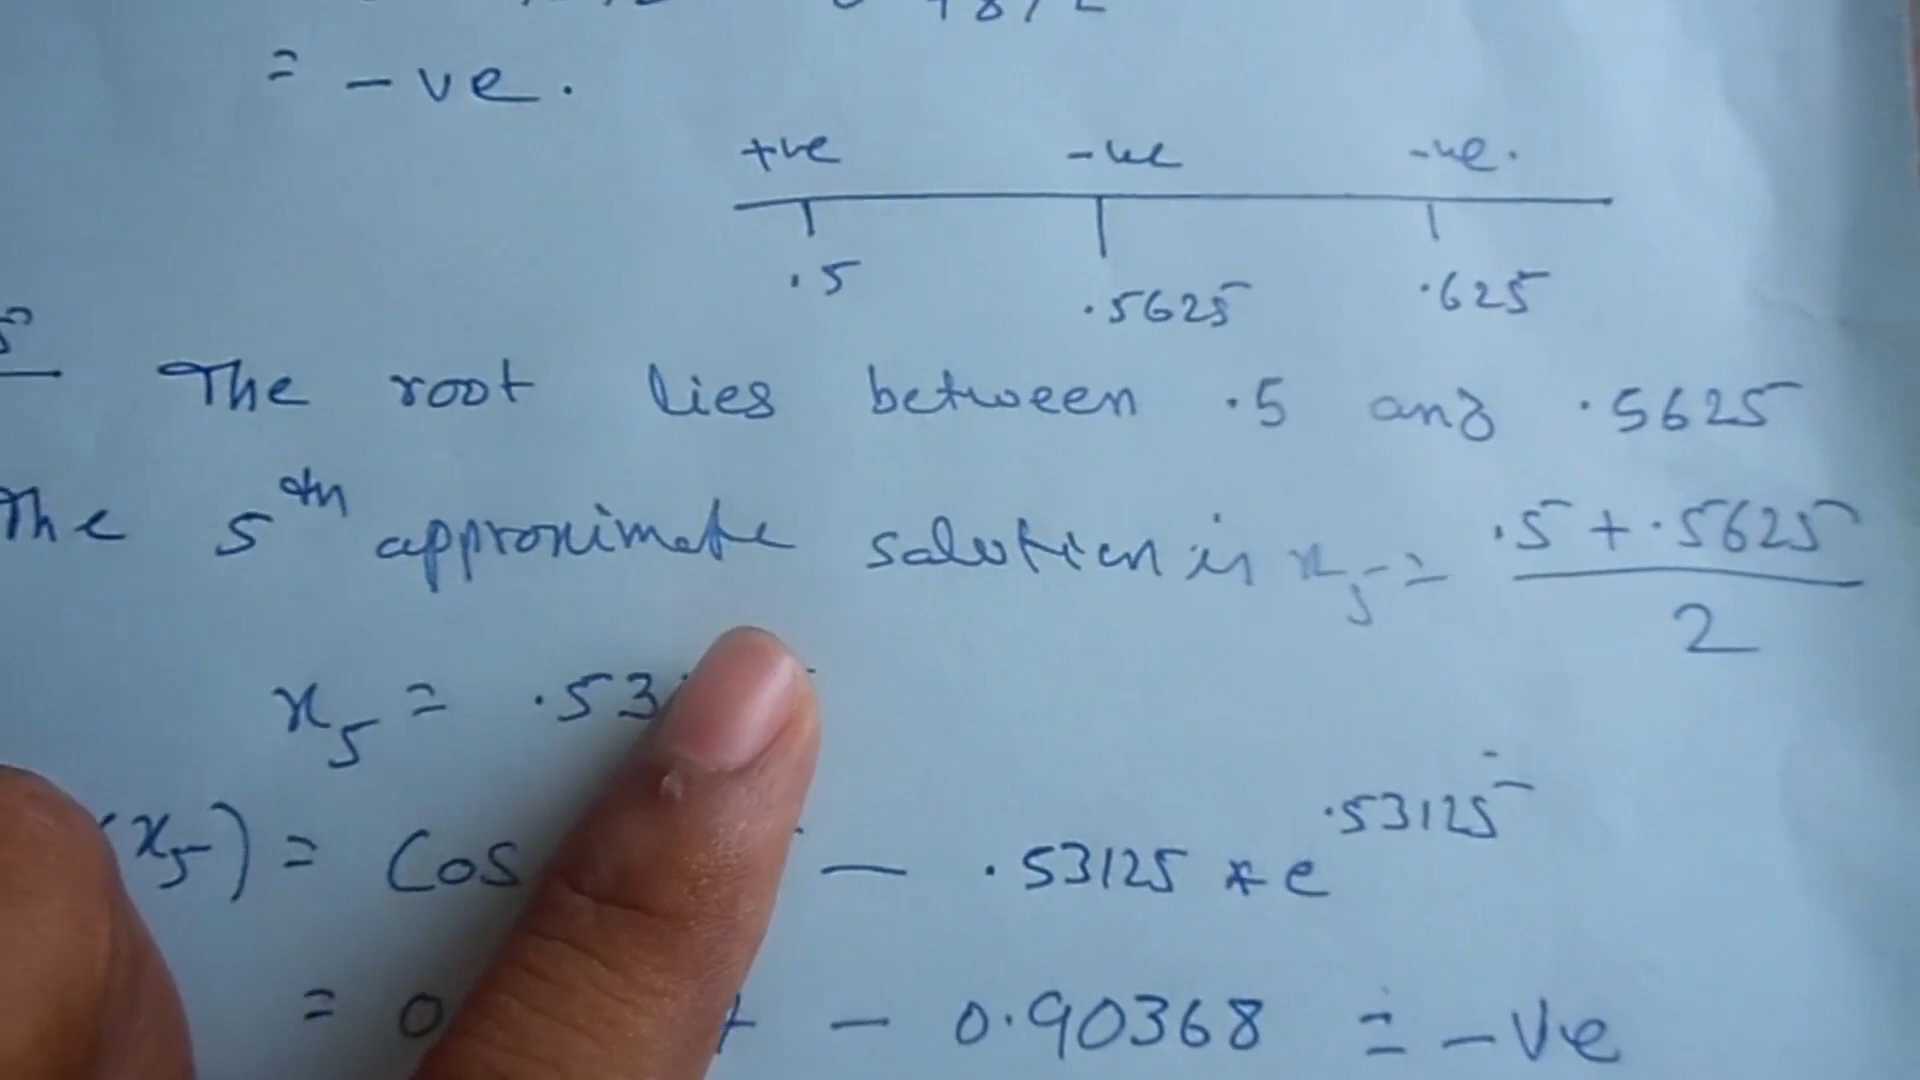 = -ve.
+ve -ve -ve.
.5 .5625 .625
The root lies between .5 and .5625
The 5th approximate solution is x5 = .5 + .5625
2
x5 = .53
(x5) = Cos — .53125 * e .53125
= 0 - 0.90368 = -Ve